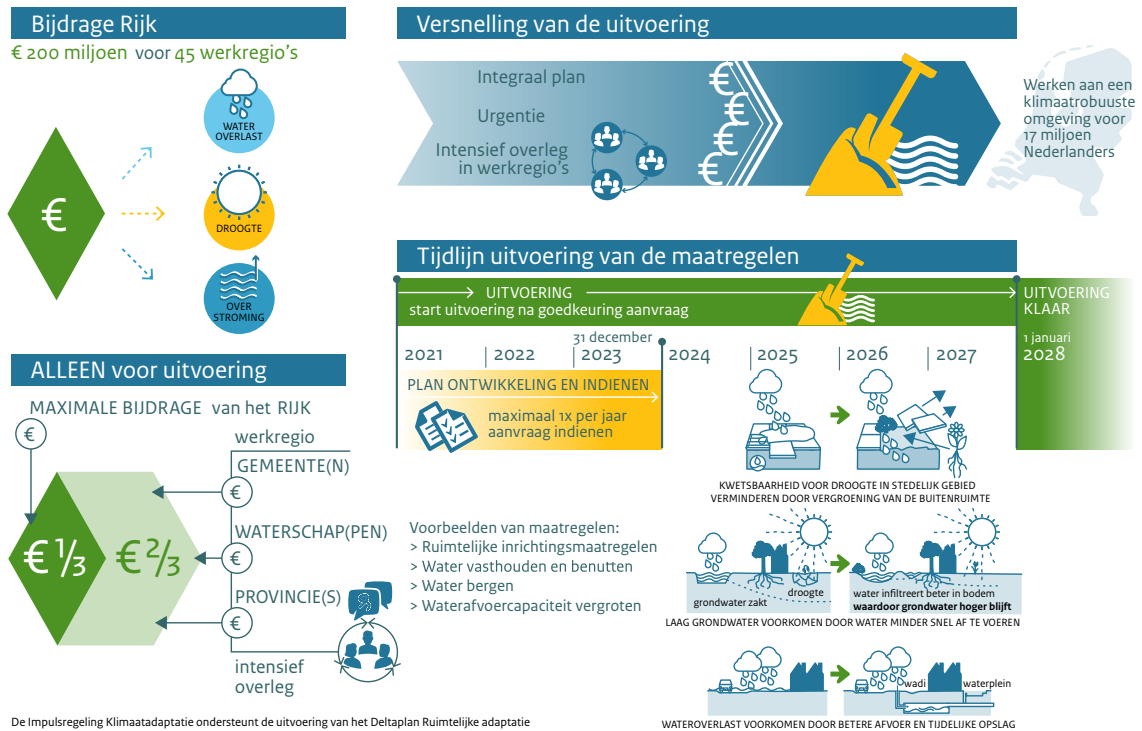 Bijdrage Rijk
€ 200 miljoen voor 45 werkregio's
€
WATER
OVERLAST
DROOGTE
OVER
STROMING
Versnelling van de uitvoering
Integraal plan
Urgentie
Intensief overleg
in werkregio's
€
€
€
€
Werken aan een
klimaatrobuuste
omgeving voor
17 miljoen
Nederlanders
Tijdlijn uitvoering van de maatregelen
UITVOERING
start uitvoering na goedkeuring aanvraag
UITVOERING
KLAAR
1 januari
2028
31 december
2021 2022 2023 2024 2025 2026 2027
PLAN ONTWIKKELING EN INDIENEN
maximaal 1x per jaar
aanvraag indienen
KWETSBAARHEID VOOR DROOGTE IN STEDELIJK GEBIED
VERMINDEREN DOOR VERGROENING VAN DE BUITENRUIMTE
grondwater zakt
droogte
water infiltreert beter in bodem
waardoor grondwater hoger blijft
LAAG GRONDWATER VOORKOMEN DOOR WATER MINDER SNEL AF TE VOEREN
wadi
waterplein
WATEROVERLAST VOORKOMEN DOOR BETERE AFVOER EN TIJDELIJKE OPSLAG
ALLEEN voor uitvoering
MAXIMALE BIJDRAGE van het RIJK
€
werkregio
GEMEENTE(N)
€
WATERSCHAP(PEN)
€
PROVINCIE(S)
€
intensief
overleg
€ 1/3
€ 2/3
Voorbeelden van maatregelen:
> Ruimtelijke inrichtingsmaatregelen
> Water vasthouden en benutten
> Water bergen
> Waterafvoercapaciteit vergroten
De Impulsregeling Klimaatadaptatie ondersteunt de uitvoering van het Deltaplan Ruimtelijke adaptatie